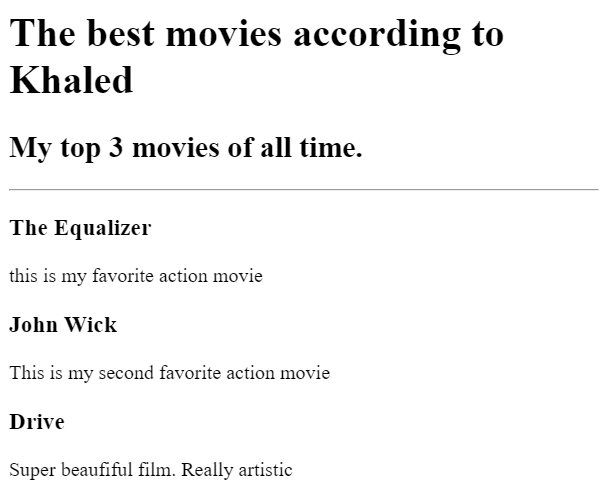 The best movies according to
Khaled
My top 3 movies of all time.
The Equalizer
this is my favorite action movie
John Wick
This is my second favorite action movie
Drive
Super beaufiful film. Really artistic